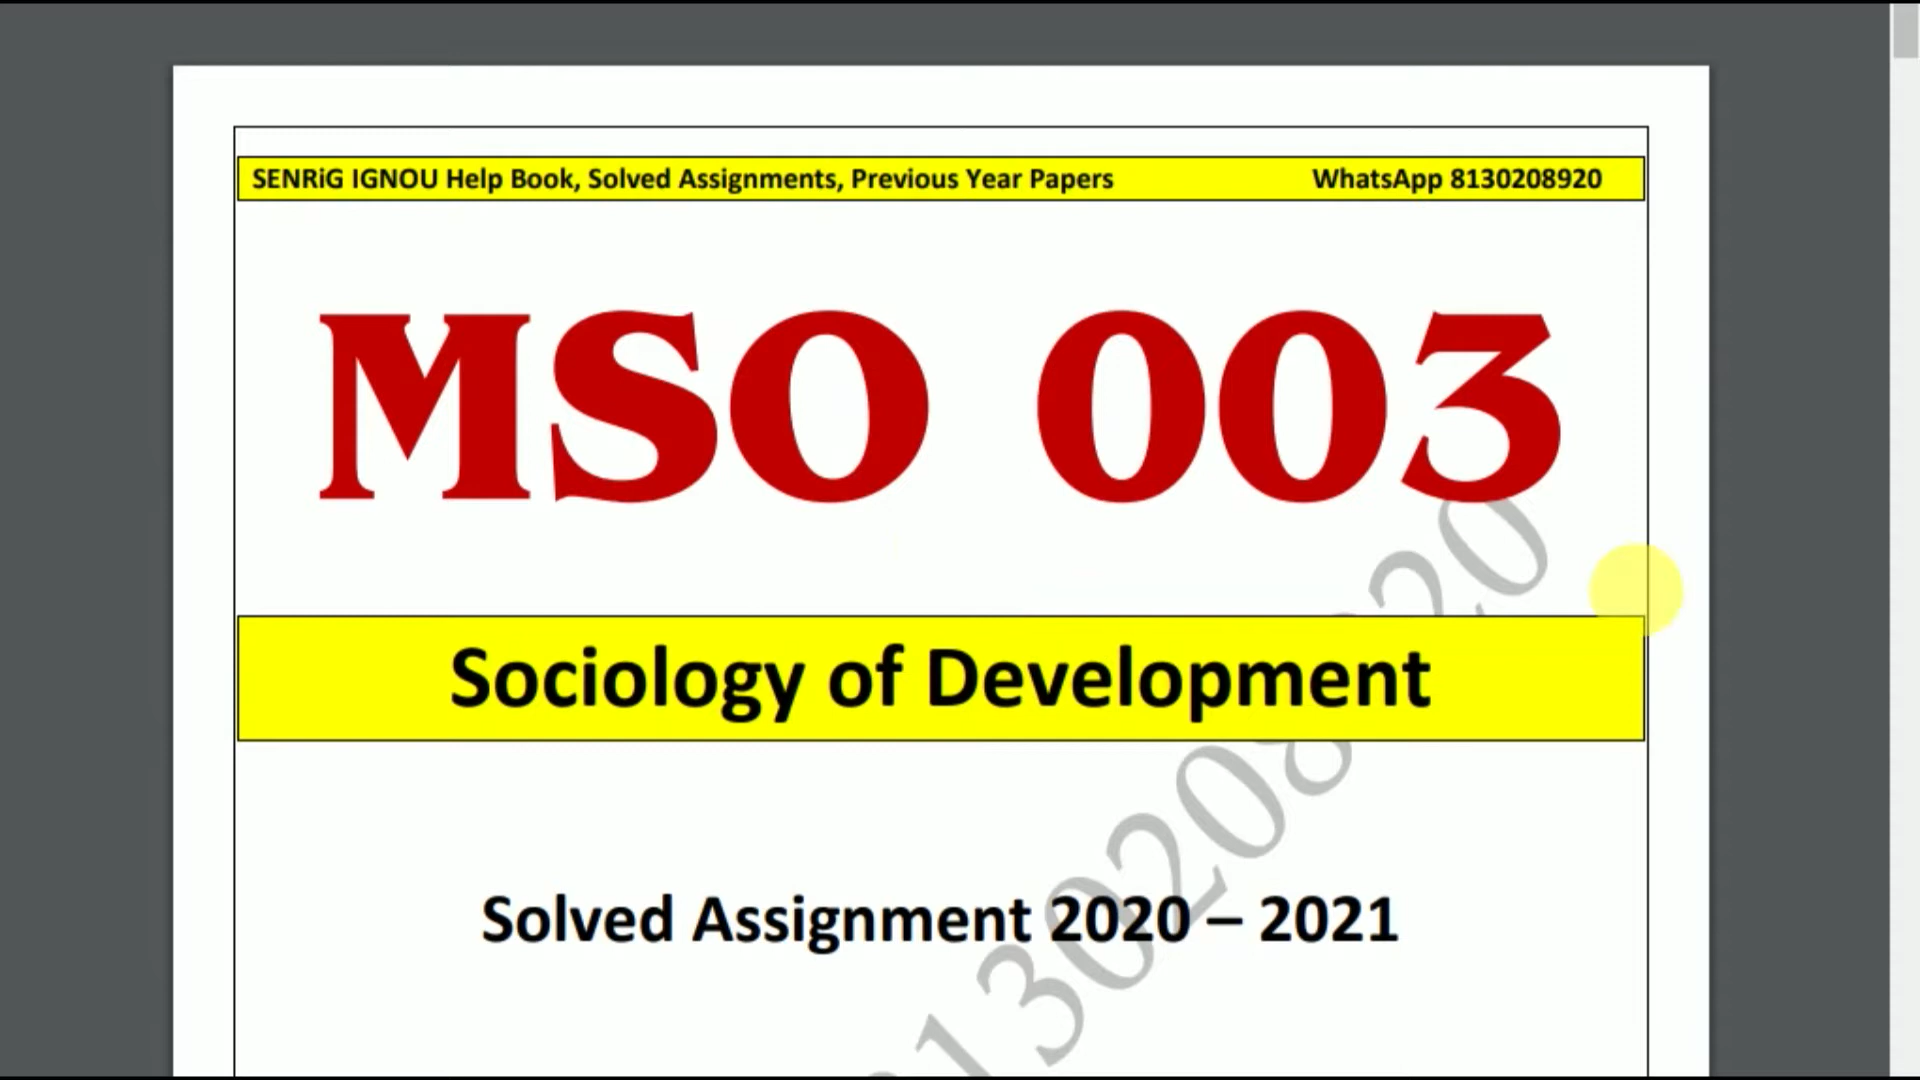 SENRiG IGNOU Help Book, Solved Assignments, Previous Year Papers WhatsApp 8130208920
MSO 003
Sociology of Development
Solved Assignment 2020 – 2021